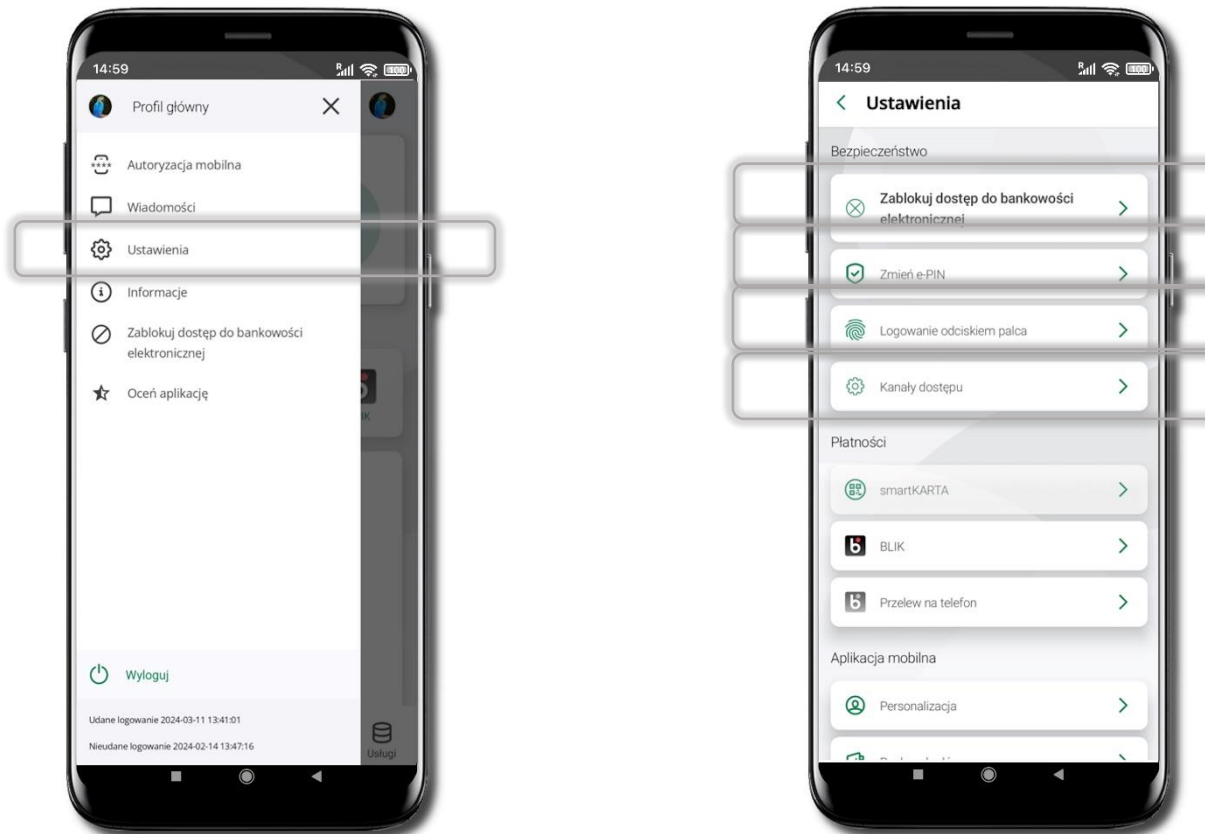 14:59
Profil główny
Autoryzacja mobilna
Wiadomości
Ustawienia
Informacje
Zablokuj dostęp do bankowości
elektronicznej
Oceń aplikację
Wyloguj
Udane logowanie 2024-03-11 13:41:01
Nieudane logowanie 2024-02-14 13:47:16
Usługi
14:59
Ustawienia
Bezpieczeństwo
Zablokuj dostęp do bankowości
elektronicznej
Zmień e-PIN
Logowanie odciskiem palca
Kanały dostępu
Płatności
smartKARTA
BLIK
Przelew na telefon
Aplikacja mobilna
Personalizacja